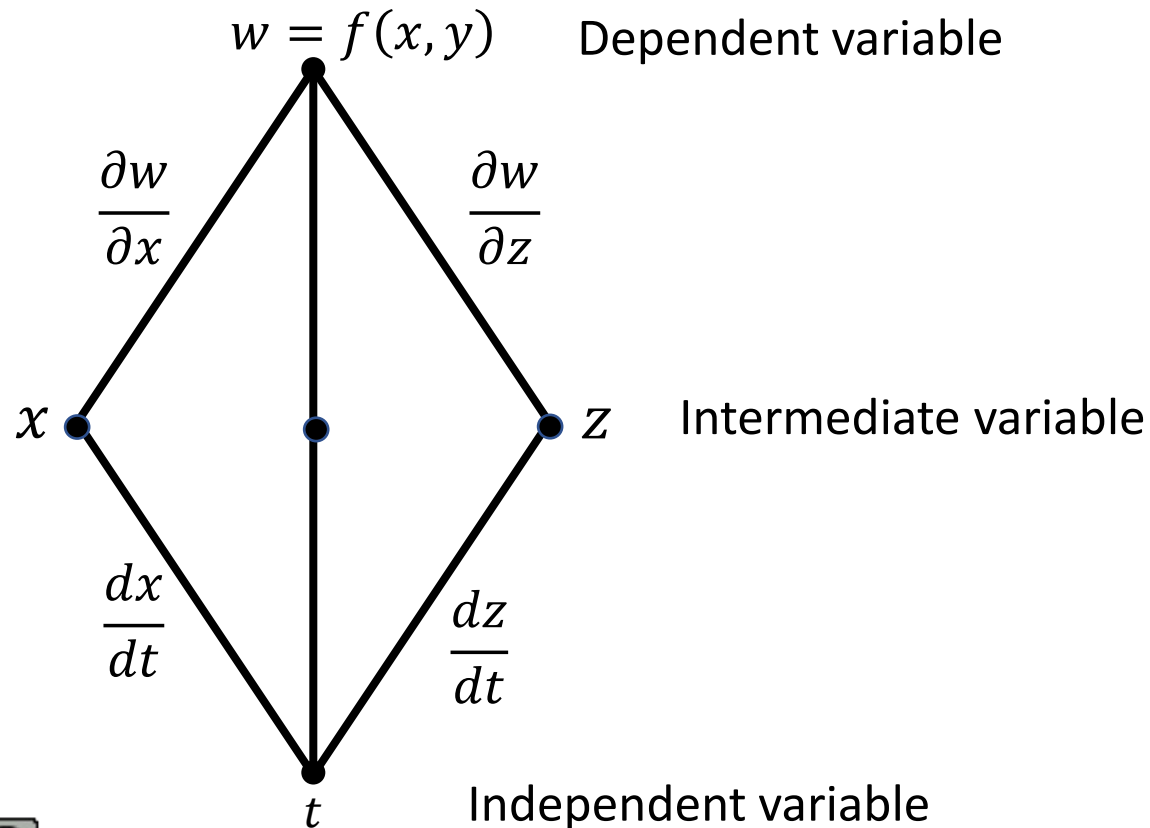 w = f(x, y) Dependent variable
∂w/∂x ∂w/∂z
x z Intermediate variable
dx/dt dz/dt
t Independent variable